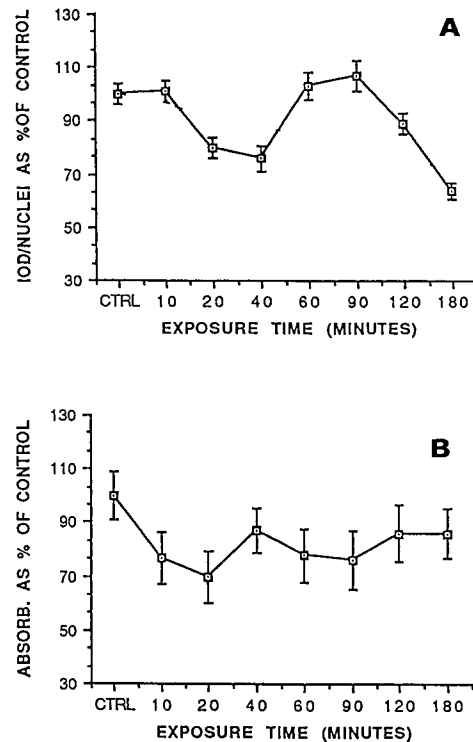 A
IOD/NUCLEI AS %OF CONTROL
130
110
90
70
50
30
CTRL 10 20 40 60 90 120 180
EXPOSURE TIME (MINUTES)
B
ABSORB. AS % OF CONTROL
130
110
90
70
50
30
CTRL 10 20 40 60 90 120 180
EXPOSURE TIME (MINUTES)